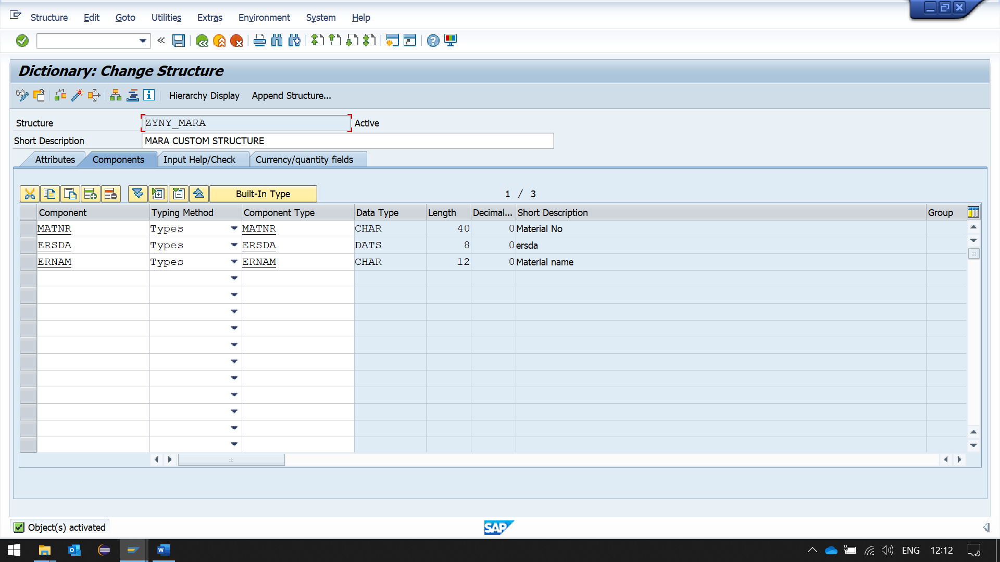 Structure Edit Goto Utilities Extras Environment System Help
Dictionary: Change Structure
Hierarchy Display Append Structure...
Structure ZYNY_MARA Active
Short Description MARA CUSTOM STRUCTURE
Attributes Components Input Help/Check Currency/quantity fields
Built-In Type 1 / 3
Component Typing Method Component Type Data Type Length Decimal... Short Description Group
MATNR Types MATNR CHAR 40 0 Material No
ERSDA Types ERSDA DATS 8 0 ersda
ERNAM Types ERNAM CHAR 12 0 Material name
Object(s) activated SAP
ENG 12:12